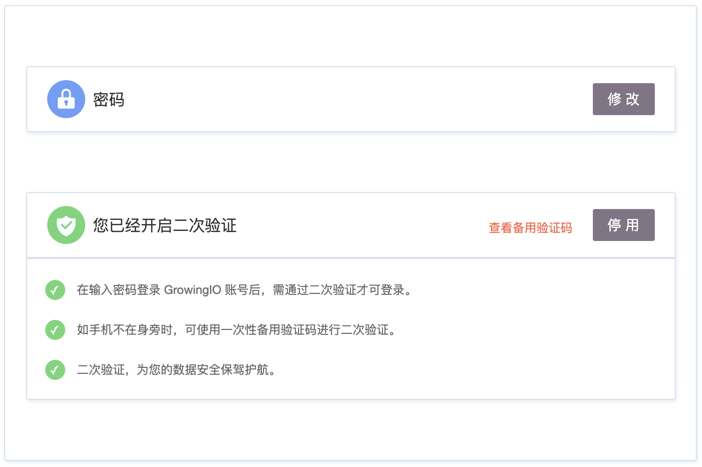 密码
修 改
您已经开启二次验证
查看备用验证码
停 用
在输入密码登录 GrowingIO 账号后，需通过二次验证才可登录。
如手机不在身旁时，可使用一次性备用验证码进行二次验证。
二次验证，为您的数据安全保驾护航。